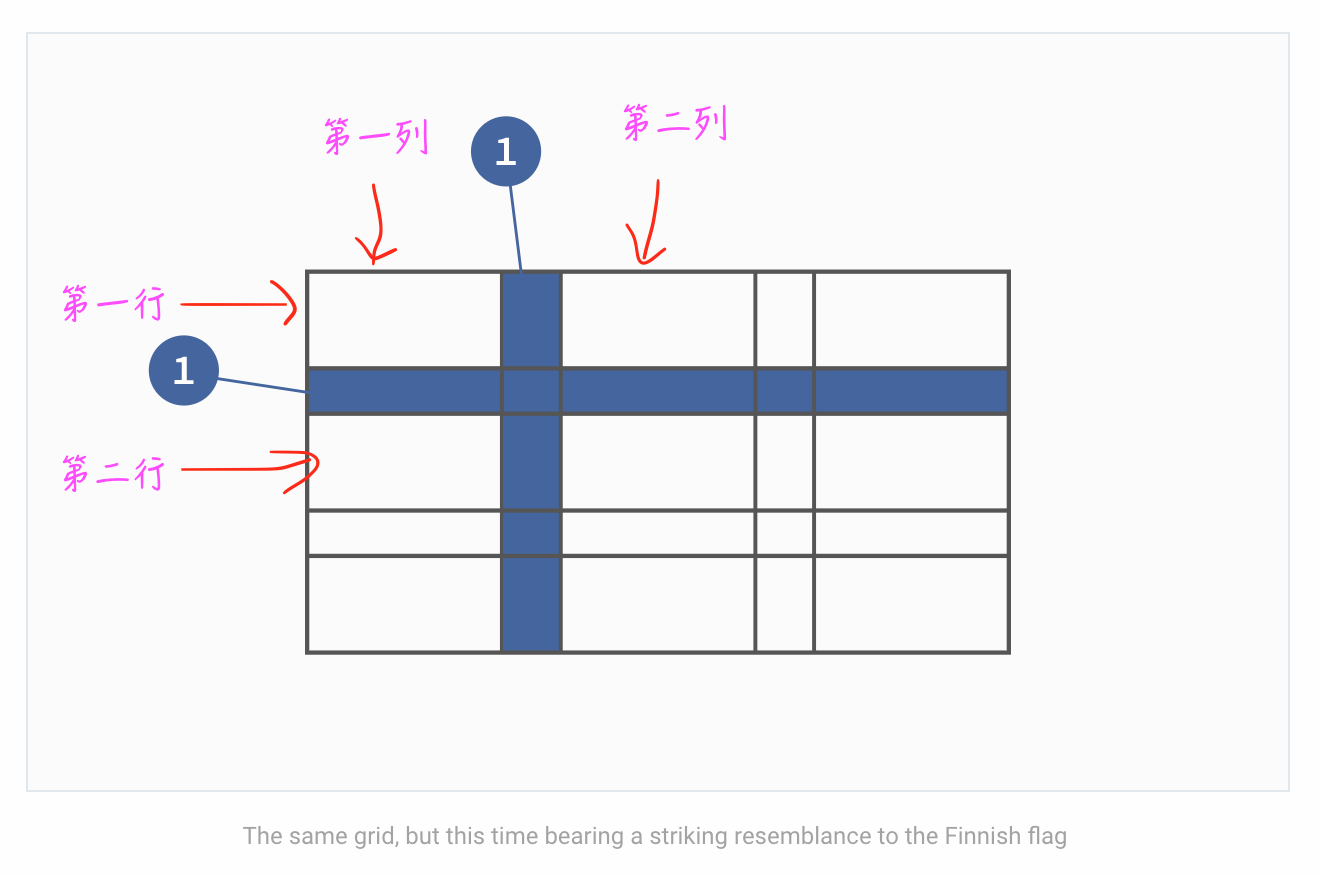 第一列
1
第二列
第一行
1
第二行
The same grid, but this time bearing a striking resemblance to the Finnish flag